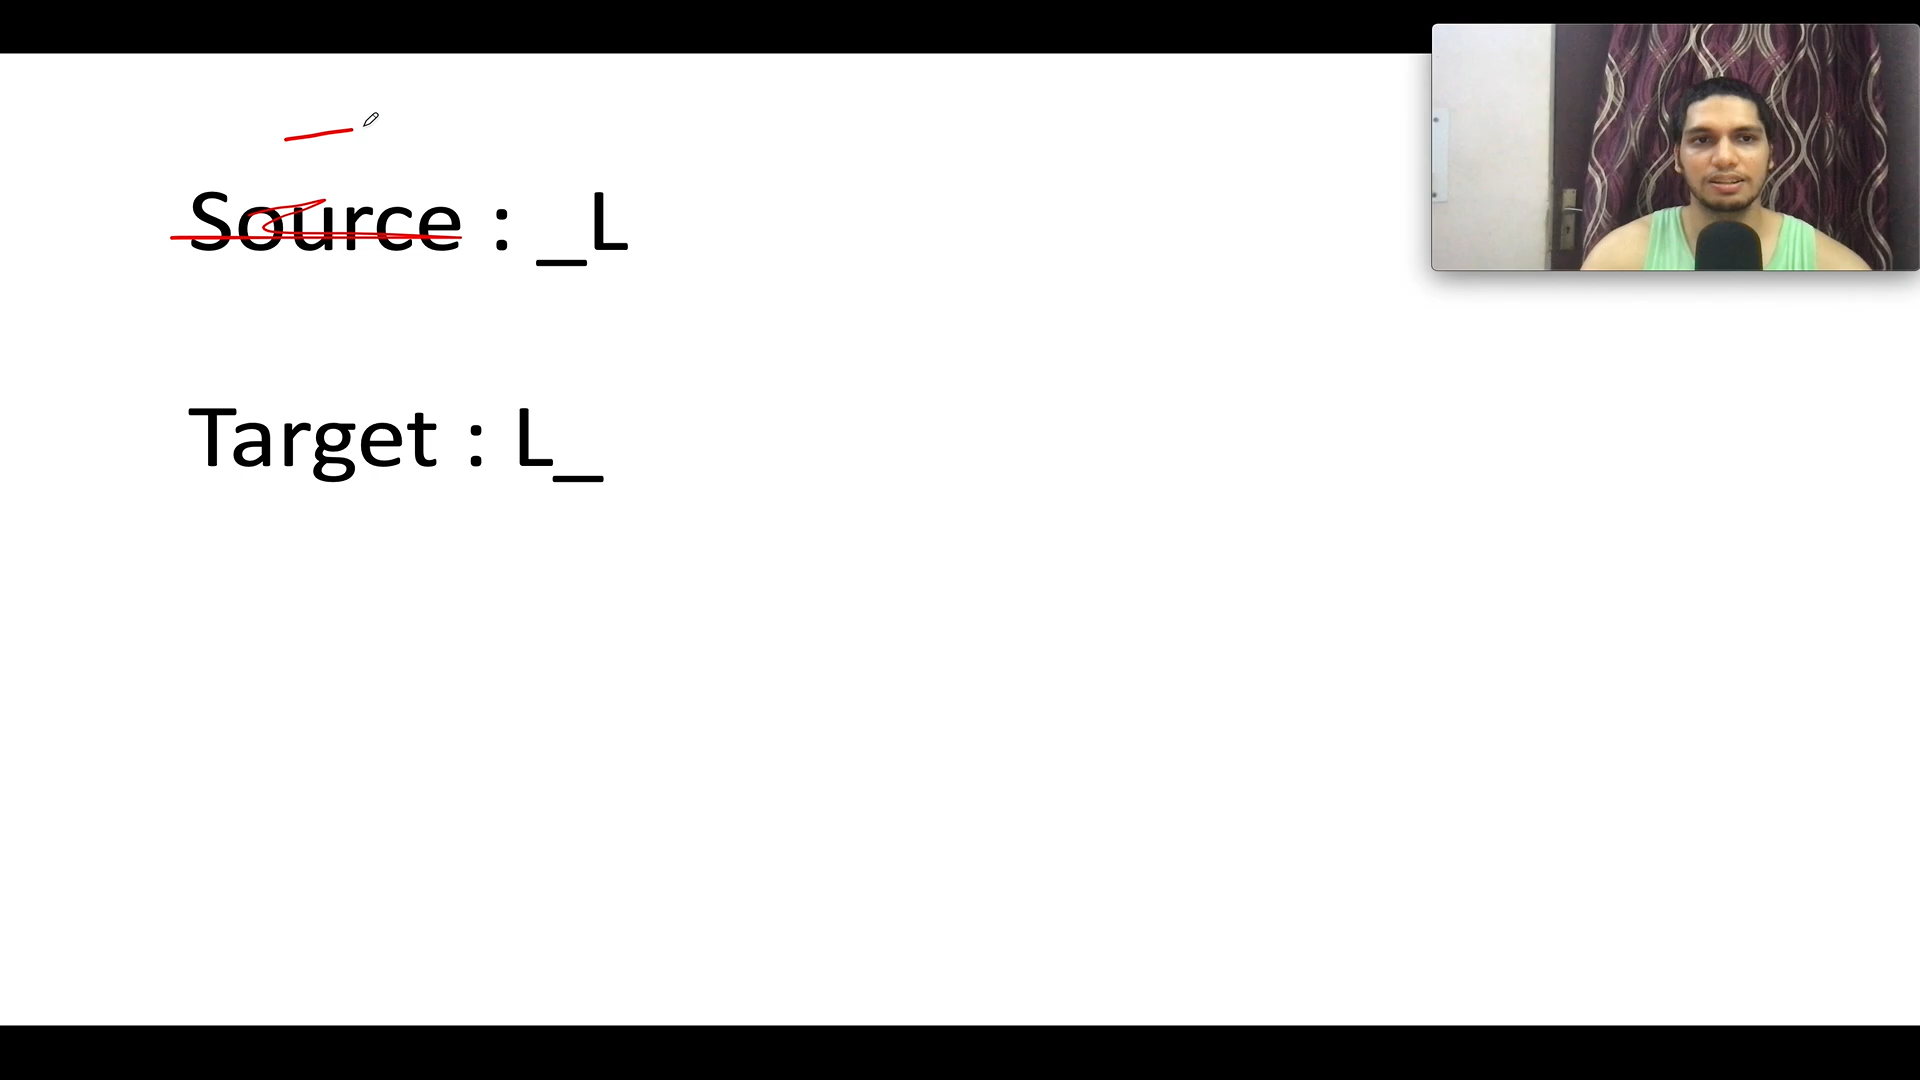 Source : _L
Target : L_